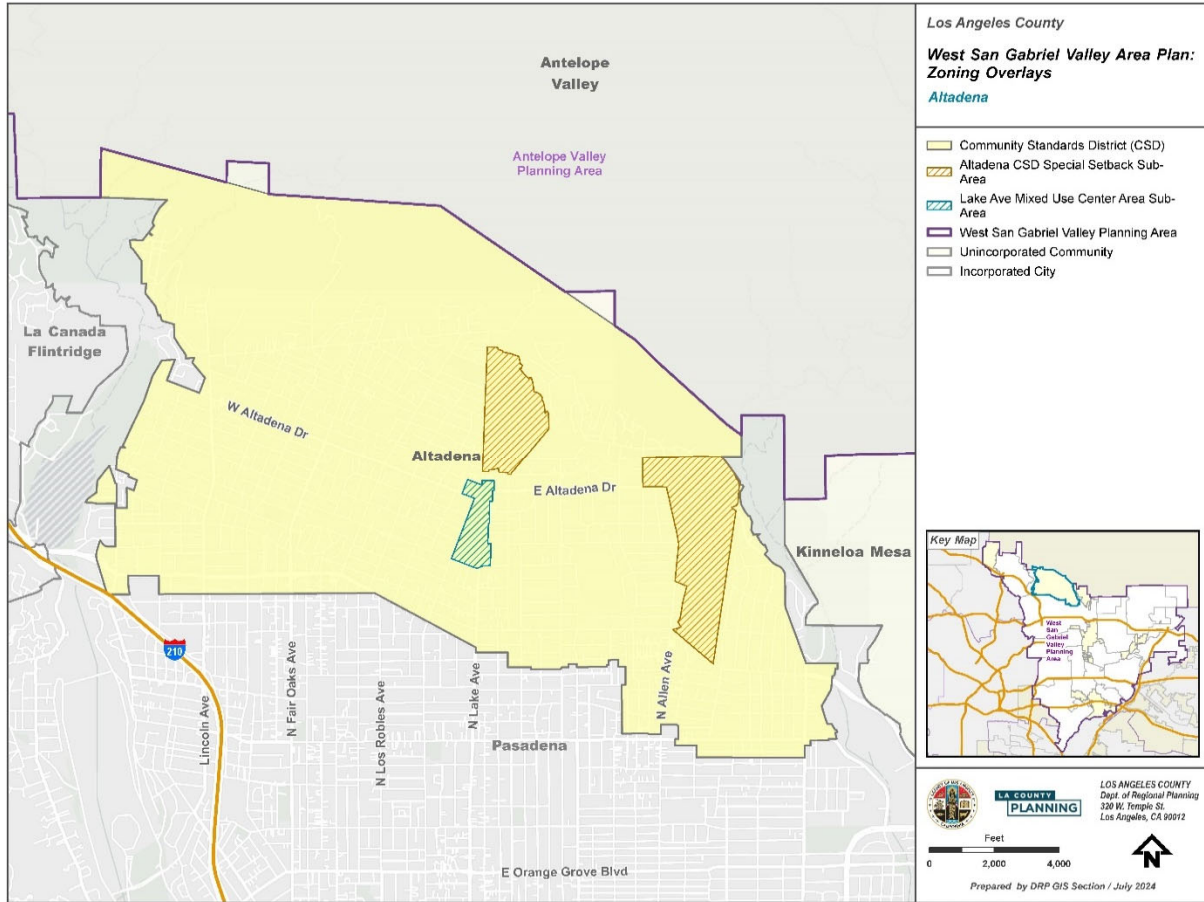 Los Angeles County
West San Gabriel Valley Area Plan:
Zoning Overlays
Altadena
Community Standards District (CSD)
Altadena CSD Special Setback Sub-
Area
Lake Ave Mixed Use Center Area Sub-
Area
West San Gabriel Valley Planning Area
Unincorporated Community
Incorporated City
Antelope
Valley
Antelope Valley
Planning Area
La Canada
Flintridge
W Altadena Dr
Altadena
E Altadena Dr
Kinneloa Mesa
210
Lincoln Ave
N Fair Oaks Ave
N Los Robles Ave
N Lake Ave
N Allen Ave
Pasadena
E Orange Grove Blvd
Key Map
West
San
Gabriel
Valley
Planning
Area
LA COUNTY
PLANNING
LOS ANGELES COUNTY
Dept. of Regional Planning
320 W. Temple St.
Los Angeles, CA 90012
Feet
0 2,000 4,000
N
Prepared by DRP GIS Section / July 2024